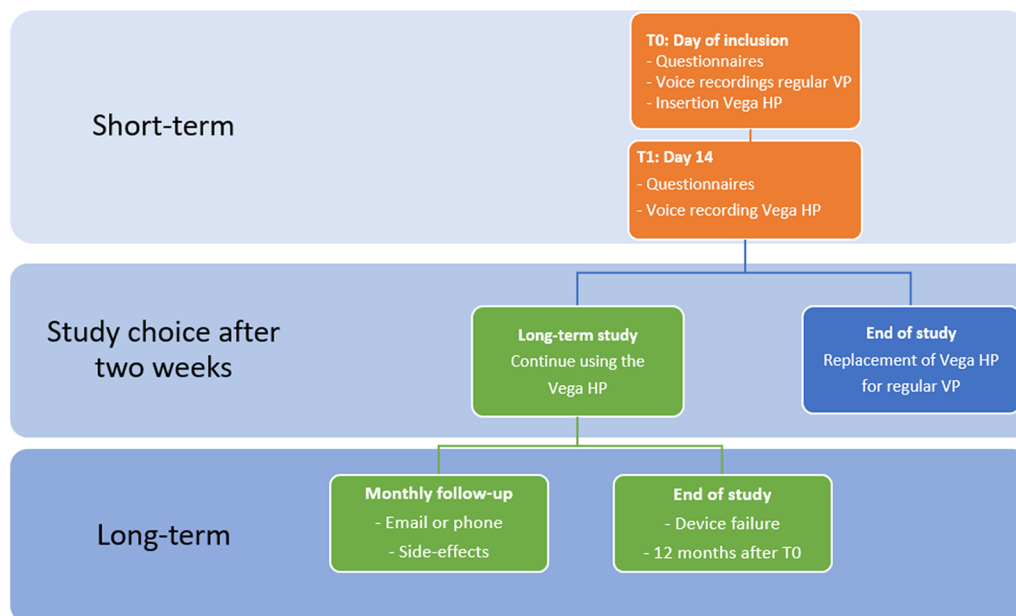 Short-term
T0: Day of inclusion
- Questionnaires
- Voice recordings regular VP
- Insertion Vega HP
T1: Day 14
- Questionnaires
- Voice recording Vega HP
Study choice after
two weeks
Long-term study
Continue using the
Vega HP
End of study
Replacement of Vega HP
for regular VP
Long-term
Monthly follow-up
- Email or phone
- Side-effects
End of study
- Device failure
- 12 months after T0